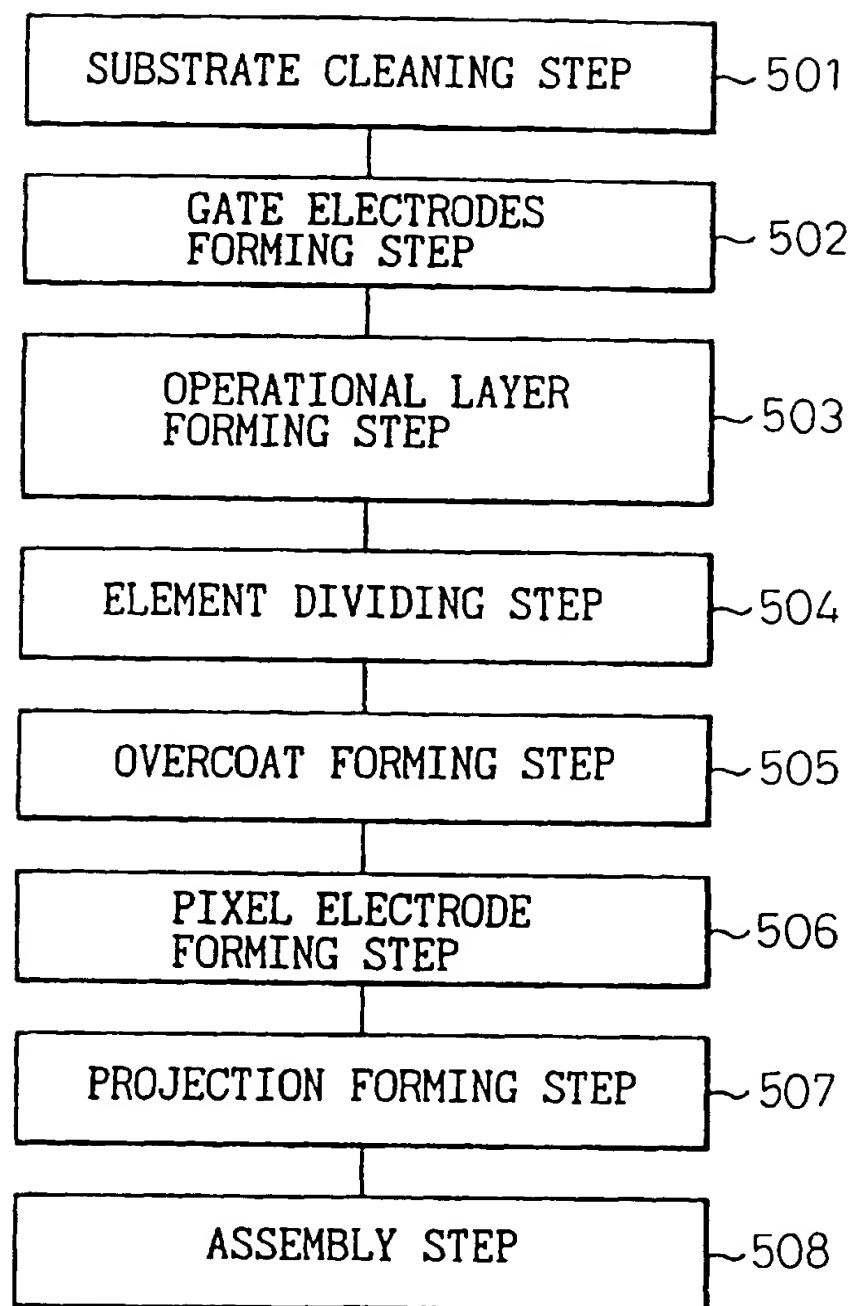 SUBSTRATE CLEANING STEP ~501
GATE ELECTRODES
FORMING STEP ~502
OPERATIONAL LAYER
FORMING STEP ~503
ELEMENT DIVIDING STEP ~504
OVERCOAT FORMING STEP ~505
PIXEL ELECTRODE
FORMING STEP ~506
PROJECTION FORMING STEP ~507
ASSEMBLY STEP ~508